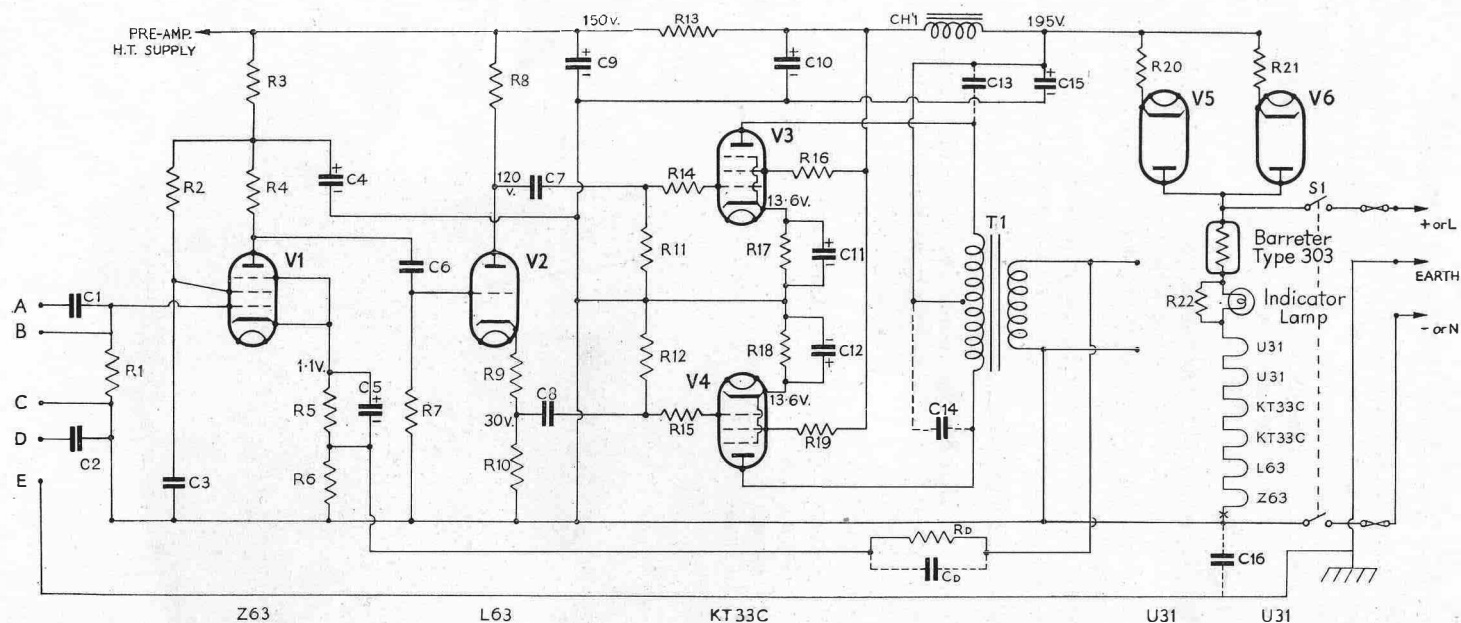 PRE-AMP.
H.T. SUPPLY
150 v.
R13
CH'1
195V.
R3
R8
C9
C10
C13
C15
R20
R21
V5
V6
R2
R4
C4
120
v.
C7
R14
V3
R16
13·6v.
S1
+ or L
V1
C6
V2
R11
R17
C11
T.1
Barreter
Type 303
EARTH
A
C1
B
R22
Indicator
Lamp
- or N
R1
1·1v.
R9
R12
R18
C12
U31
U31
C
R5
C5
R7
30v.
C8
V4
13·6v.
KT33C
D
C2
R15
R19
C14
KT33C
E
C3
R6
R10
L63
Z63
RD
CD
C16
Z63
L63
KT33C
U31
U31